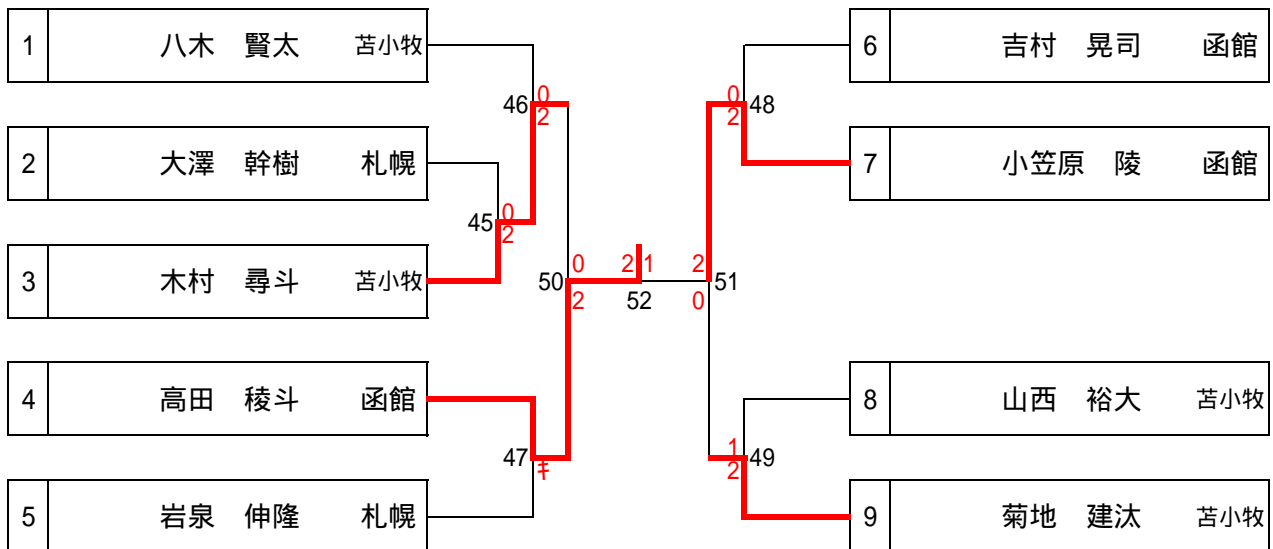 1 八木 賢太 苫小牧
6 吉村 晃司 函館
46 0 2
0 2 48
2 大澤 幹樹 札幌
7 小笠原 陵 函館
45 0 2
3 木村 尋斗 苫小牧
50 0 2
2 1
52
2 0 51
4 高田 稜斗 函館
8 山西 裕大 苫小牧
47 キ
1 2 49
5 岩泉 伸隆 札幌
9 菊地 建汰 苫小牧